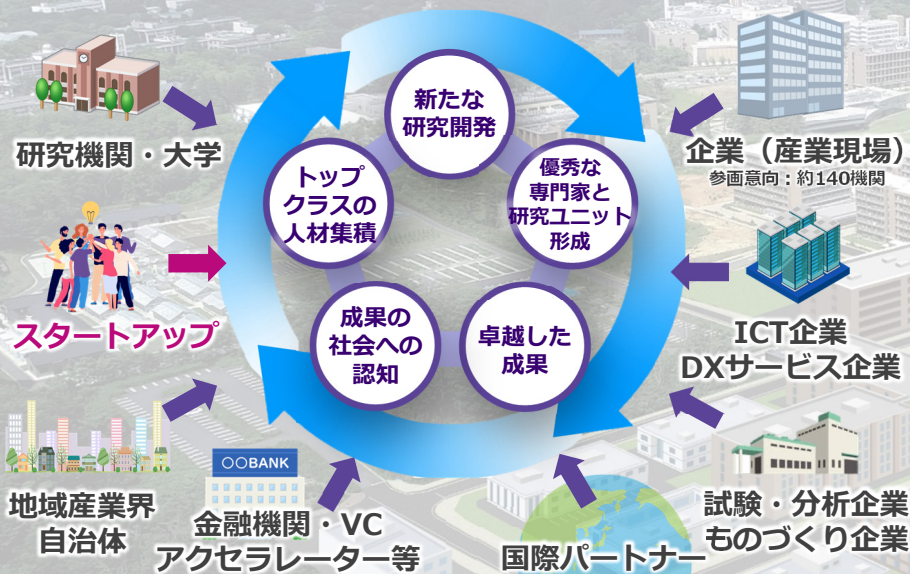 新たな
研究開発
優秀な
専門家と
研究ユニット
形成
卓越した
成果
成果の
社会への
認知
トップ
クラスの
人材集積
研究機関・大学
スタートアップ
地域産業界
自治体
○○BANK
金融機関・VC
アクセラレーター等
国際パートナー
試験・分析企業
ものづくり企業
ICT企業
DXサービス企業
企業（産業現場）
参画意向：約140機関